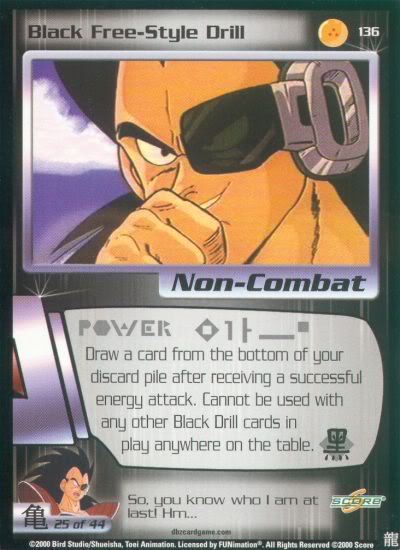 Black Free-Style Drill
136
Non-Combat
POWER
Draw a card from the bottom of your
discard pile after receiving a successful
energy attack. Cannot be used with
any other Black Drill cards in
play anywhere on the table.
黒
So, you know who I am at
last! Hm...
SCORE
亀 25 of 44
dbzcardgame.com
©2000 Bird Studio/Shueisha, Toei Animation. Licensed by FUNimation®. All Rights Reserved ©2000 Score
龍